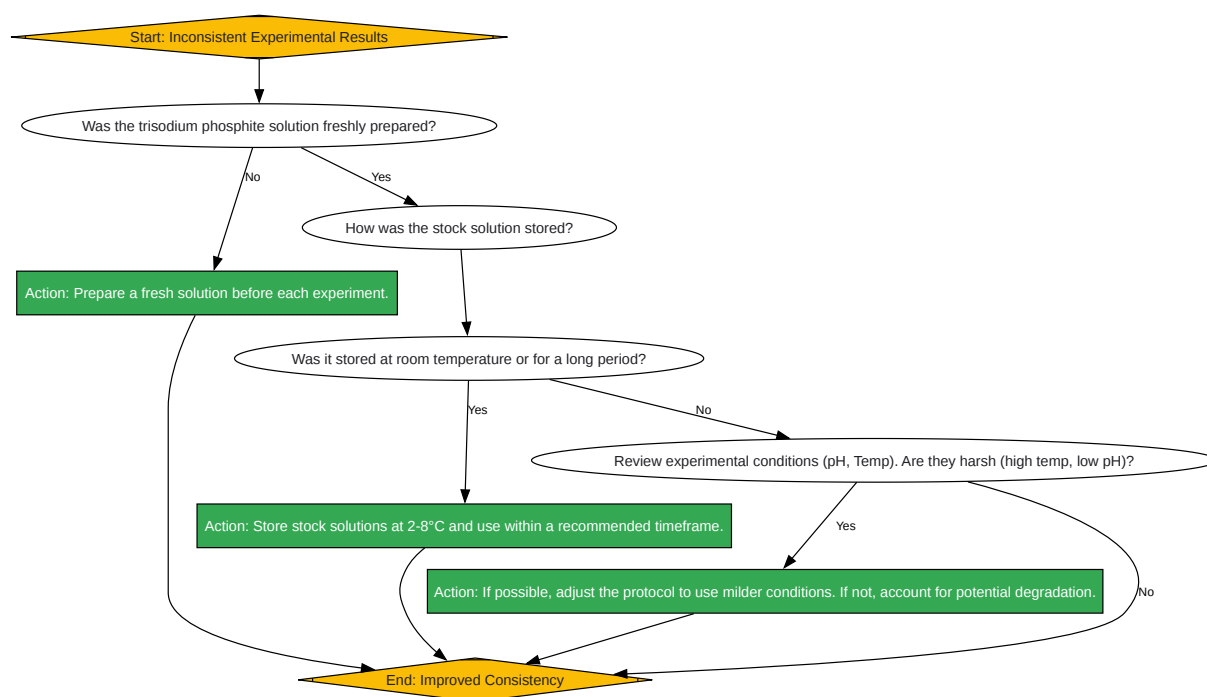 Start: Inconsistent Experimental Results
Was the trisodium phosphite solution freshly prepared?
No
Yes
How was the stock solution stored?
Action: Prepare a fresh solution before each experiment.
Was it stored at room temperature or for a long period?
Yes
No
Review experimental conditions (pH, Temp). Are they harsh (high temp, low pH)?
Action: Store stock solutions at 2-8°C and use within a recommended timeframe.
Yes
Action: If possible, adjust the protocol to use milder conditions. If not, account for potential degradation.
No
End: Improved Consistency